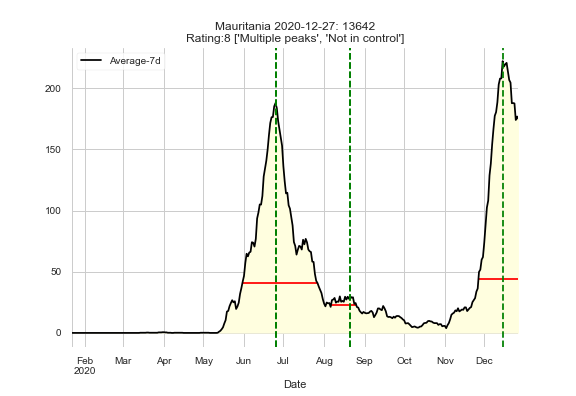 Mauritania 2020-12-27: 13642
Rating:8 ['Multiple peaks', 'Not in control']
Average-7d
200
150
100
50
0
Feb Mar Apr May Jun Jul Aug Sep Oct Nov Dec
2020
Date